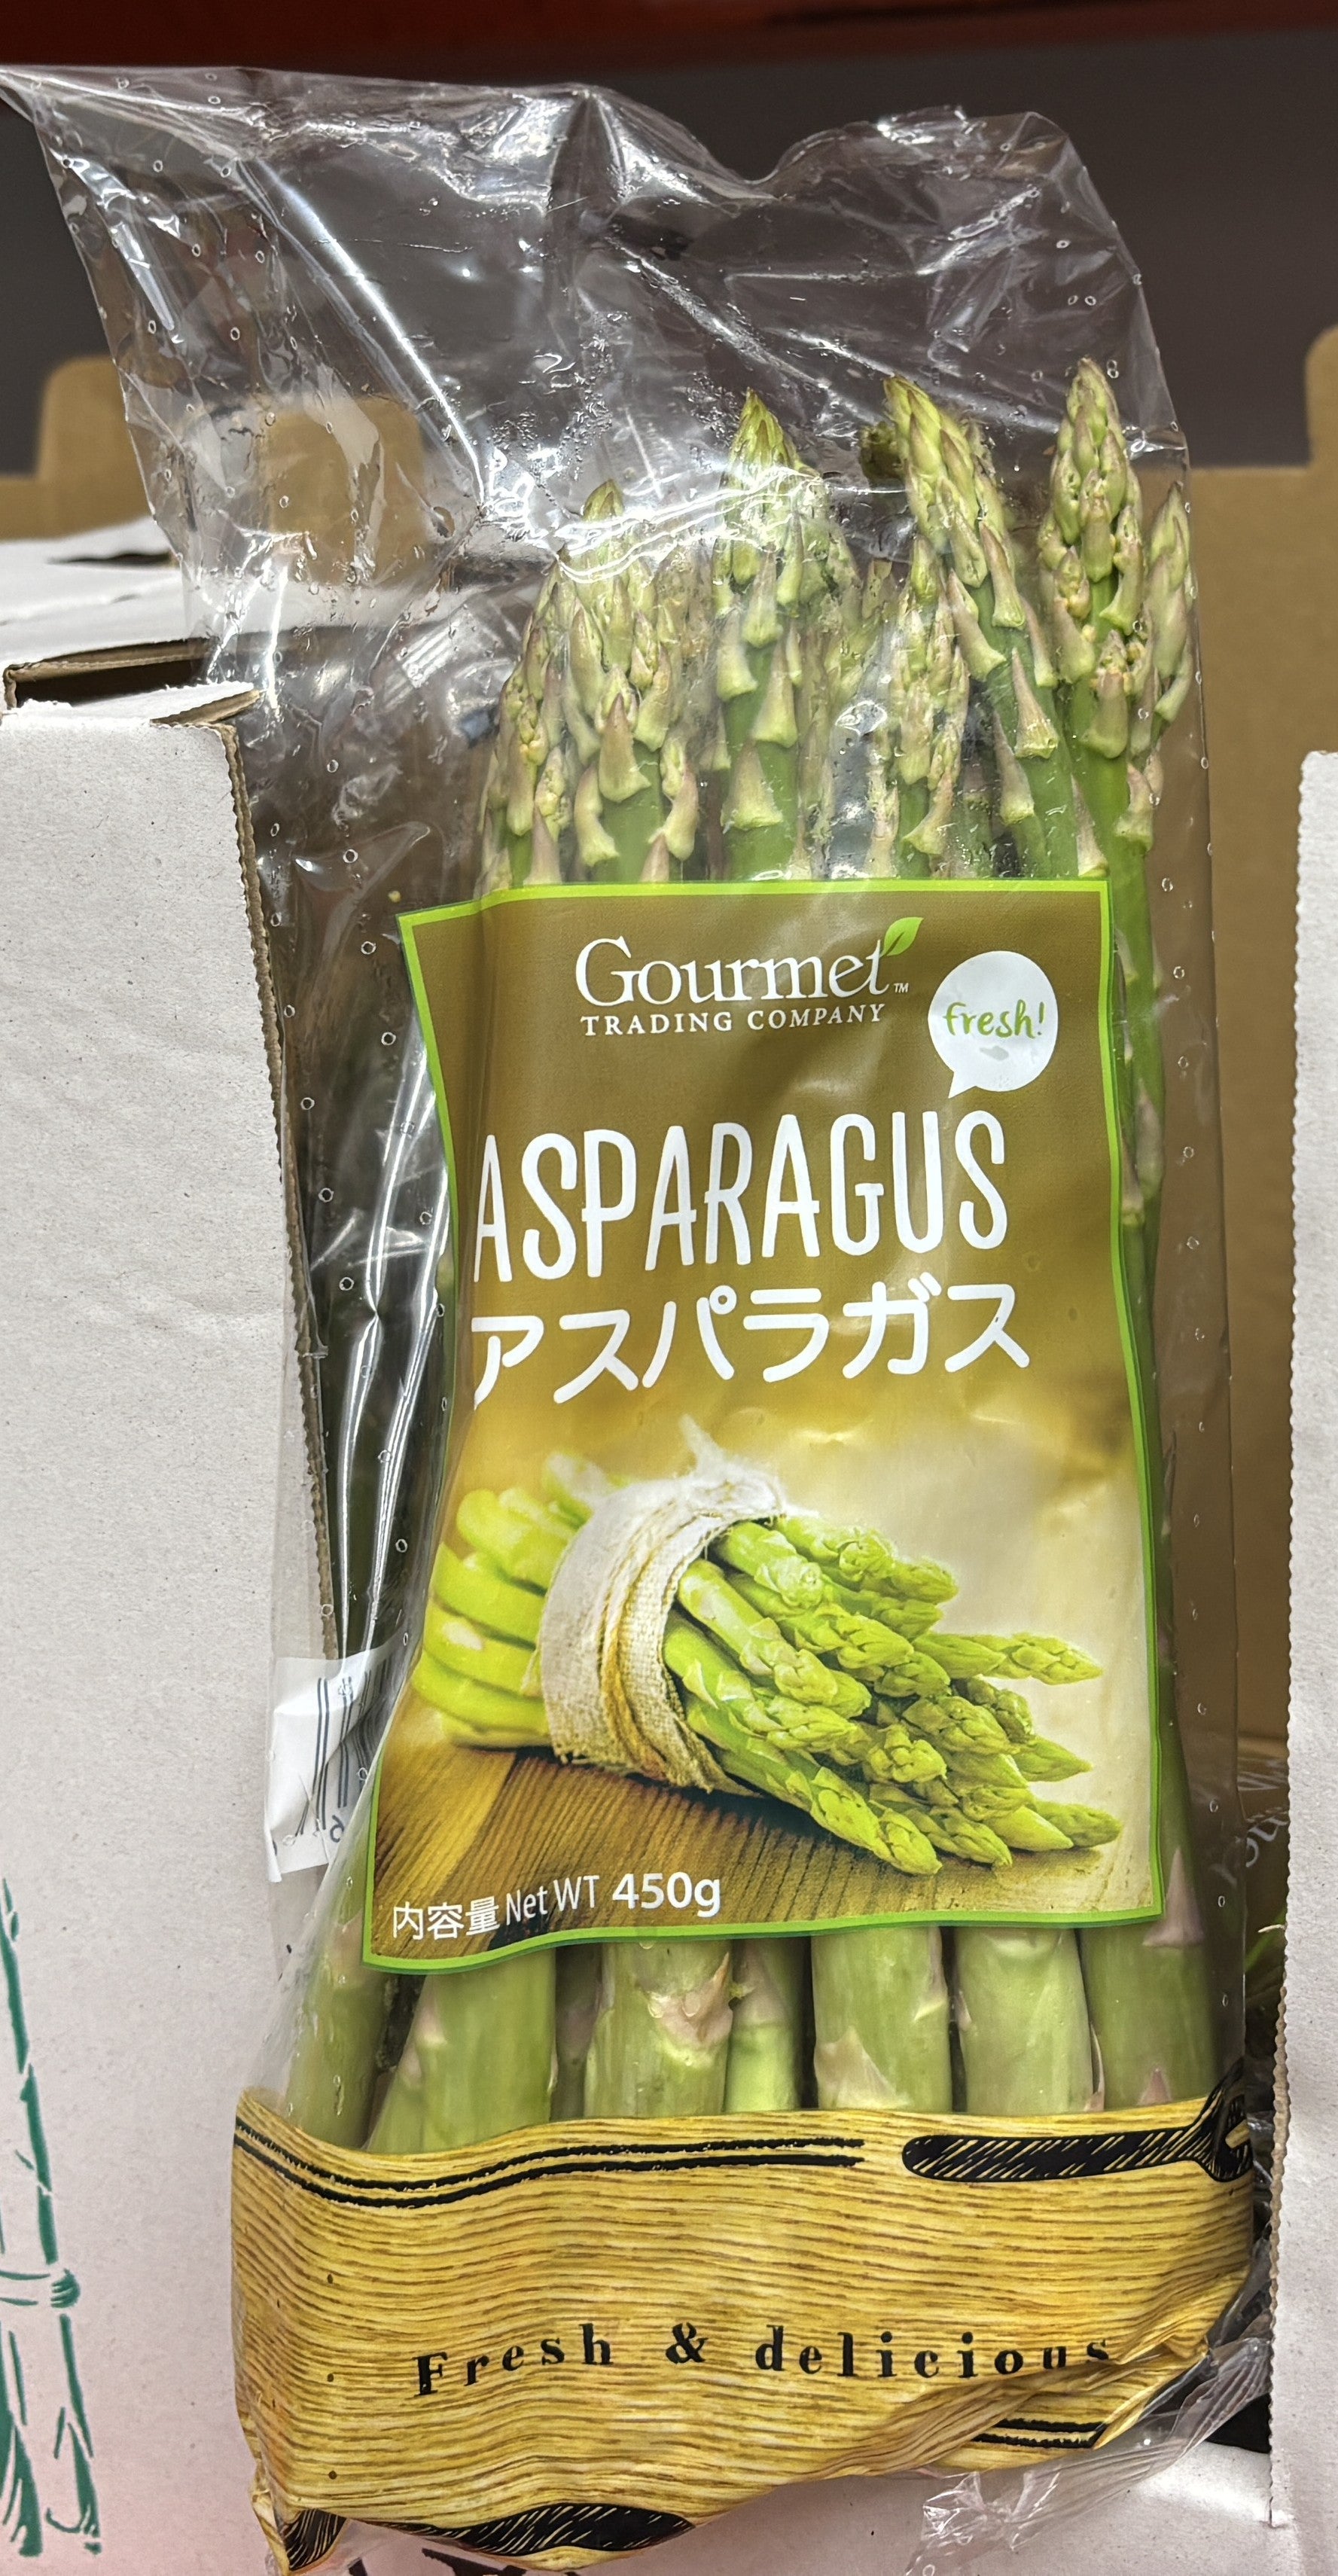 Gourmet™
TRADING COMPANY
fresh!
ASPARAGUS
アスパラガス
内容量 Net WT 450g
Fresh & delicious